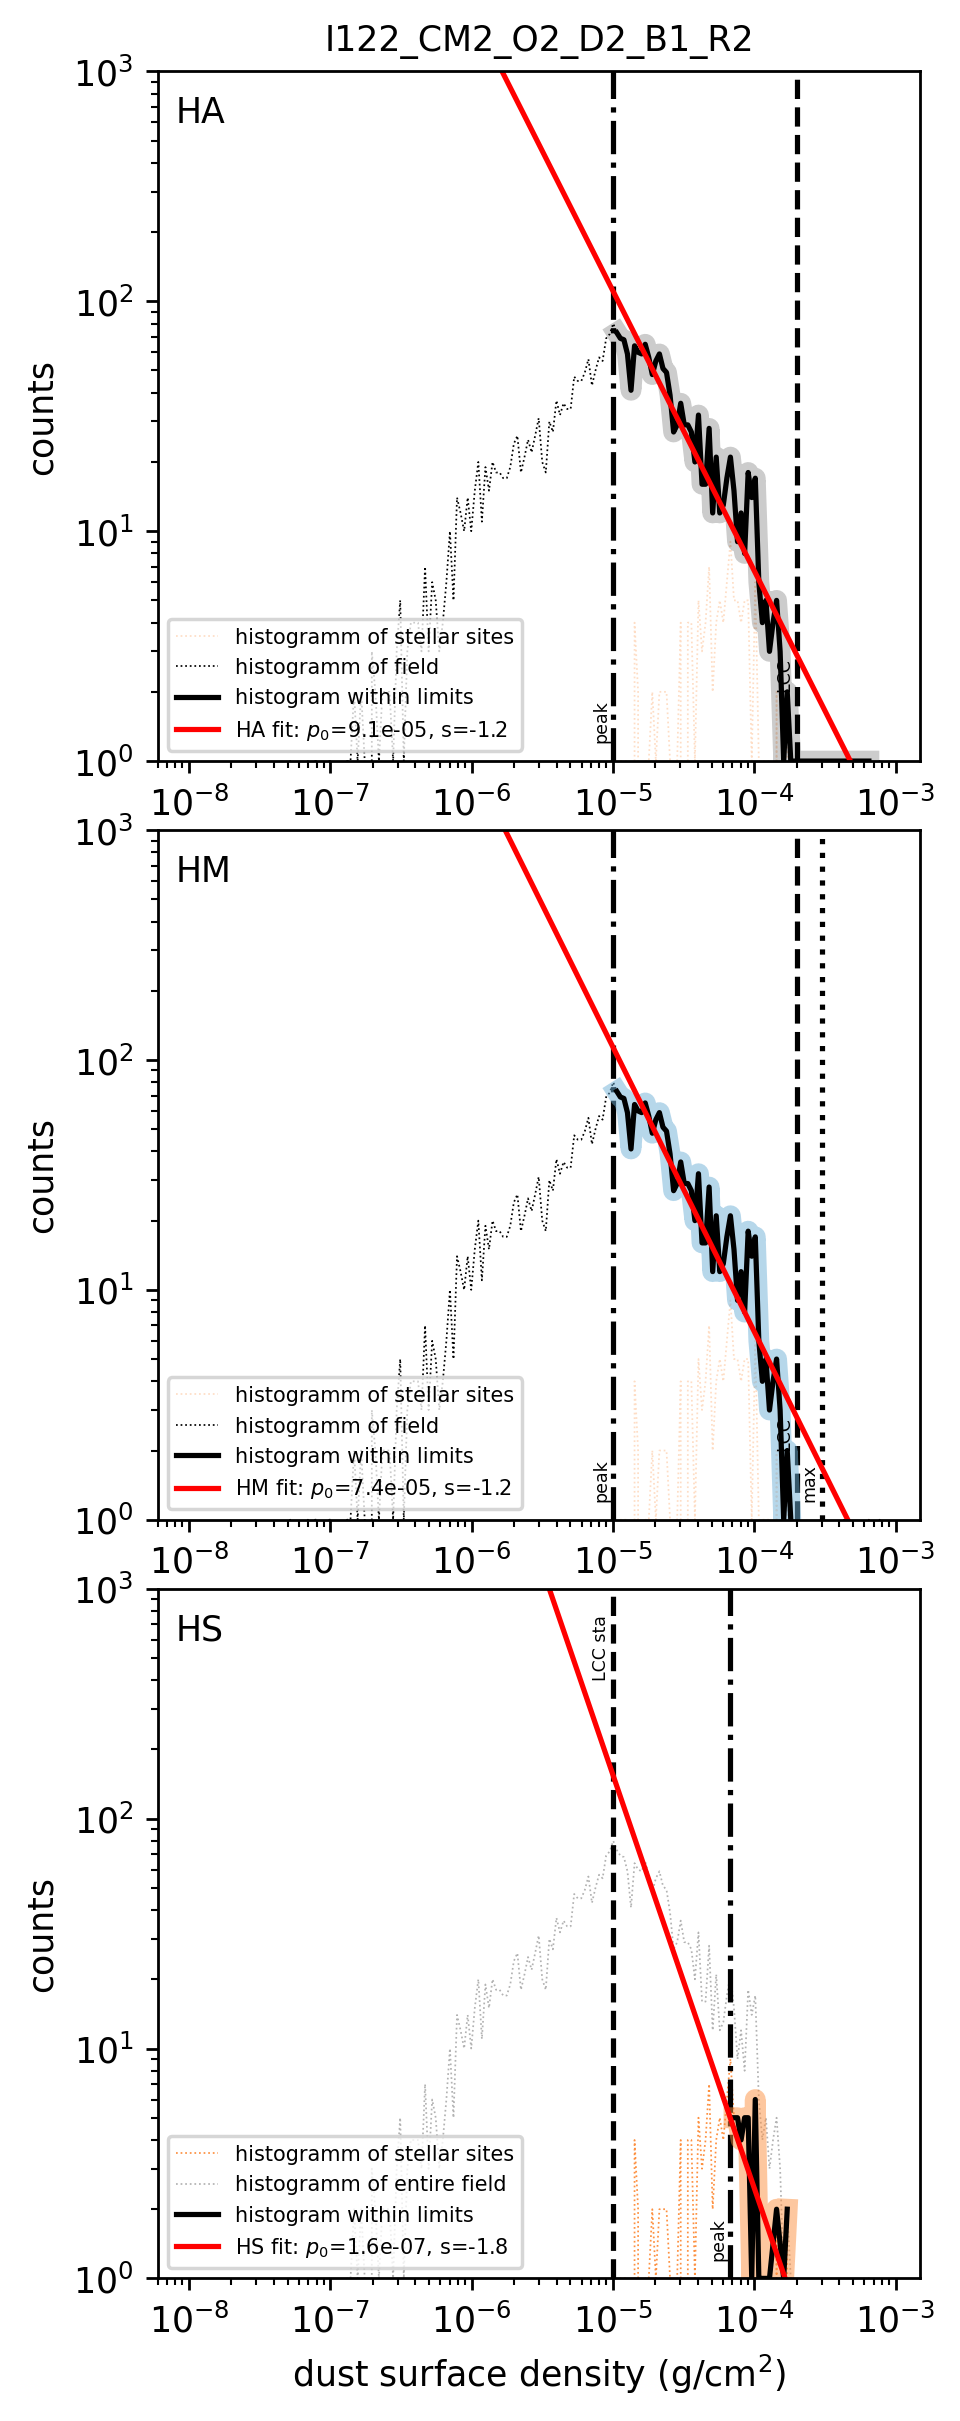 I122_CM2_O2_D2_B1_R2
HA
10³
10²
10¹
10⁰
counts
peak
LCC
histogramm of stellar sites
histogramm of field
histogram within limits
HA fit: p₀=9.1e-05, s=-1.2
10⁻⁸ 10⁻⁷ 10⁻⁶ 10⁻⁵ 10⁻⁴ 10⁻³
HM
10³
10²
10¹
10⁰
counts
peak
LCC
max
histogramm of stellar sites
histogramm of field
histogram within limits
HM fit: p₀=7.4e-05, s=-1.2
10⁻⁸ 10⁻⁷ 10⁻⁶ 10⁻⁵ 10⁻⁴ 10⁻³
HS
10³
10²
10¹
10⁰
counts
LCC sta
peak
histogramm of stellar sites
histogramm of entire field
histogram within limits
HS fit: p₀=1.6e-07, s=-1.8
10⁻⁸ 10⁻⁷ 10⁻⁶ 10⁻⁵ 10⁻⁴ 10⁻³
dust surface density (g/cm²)